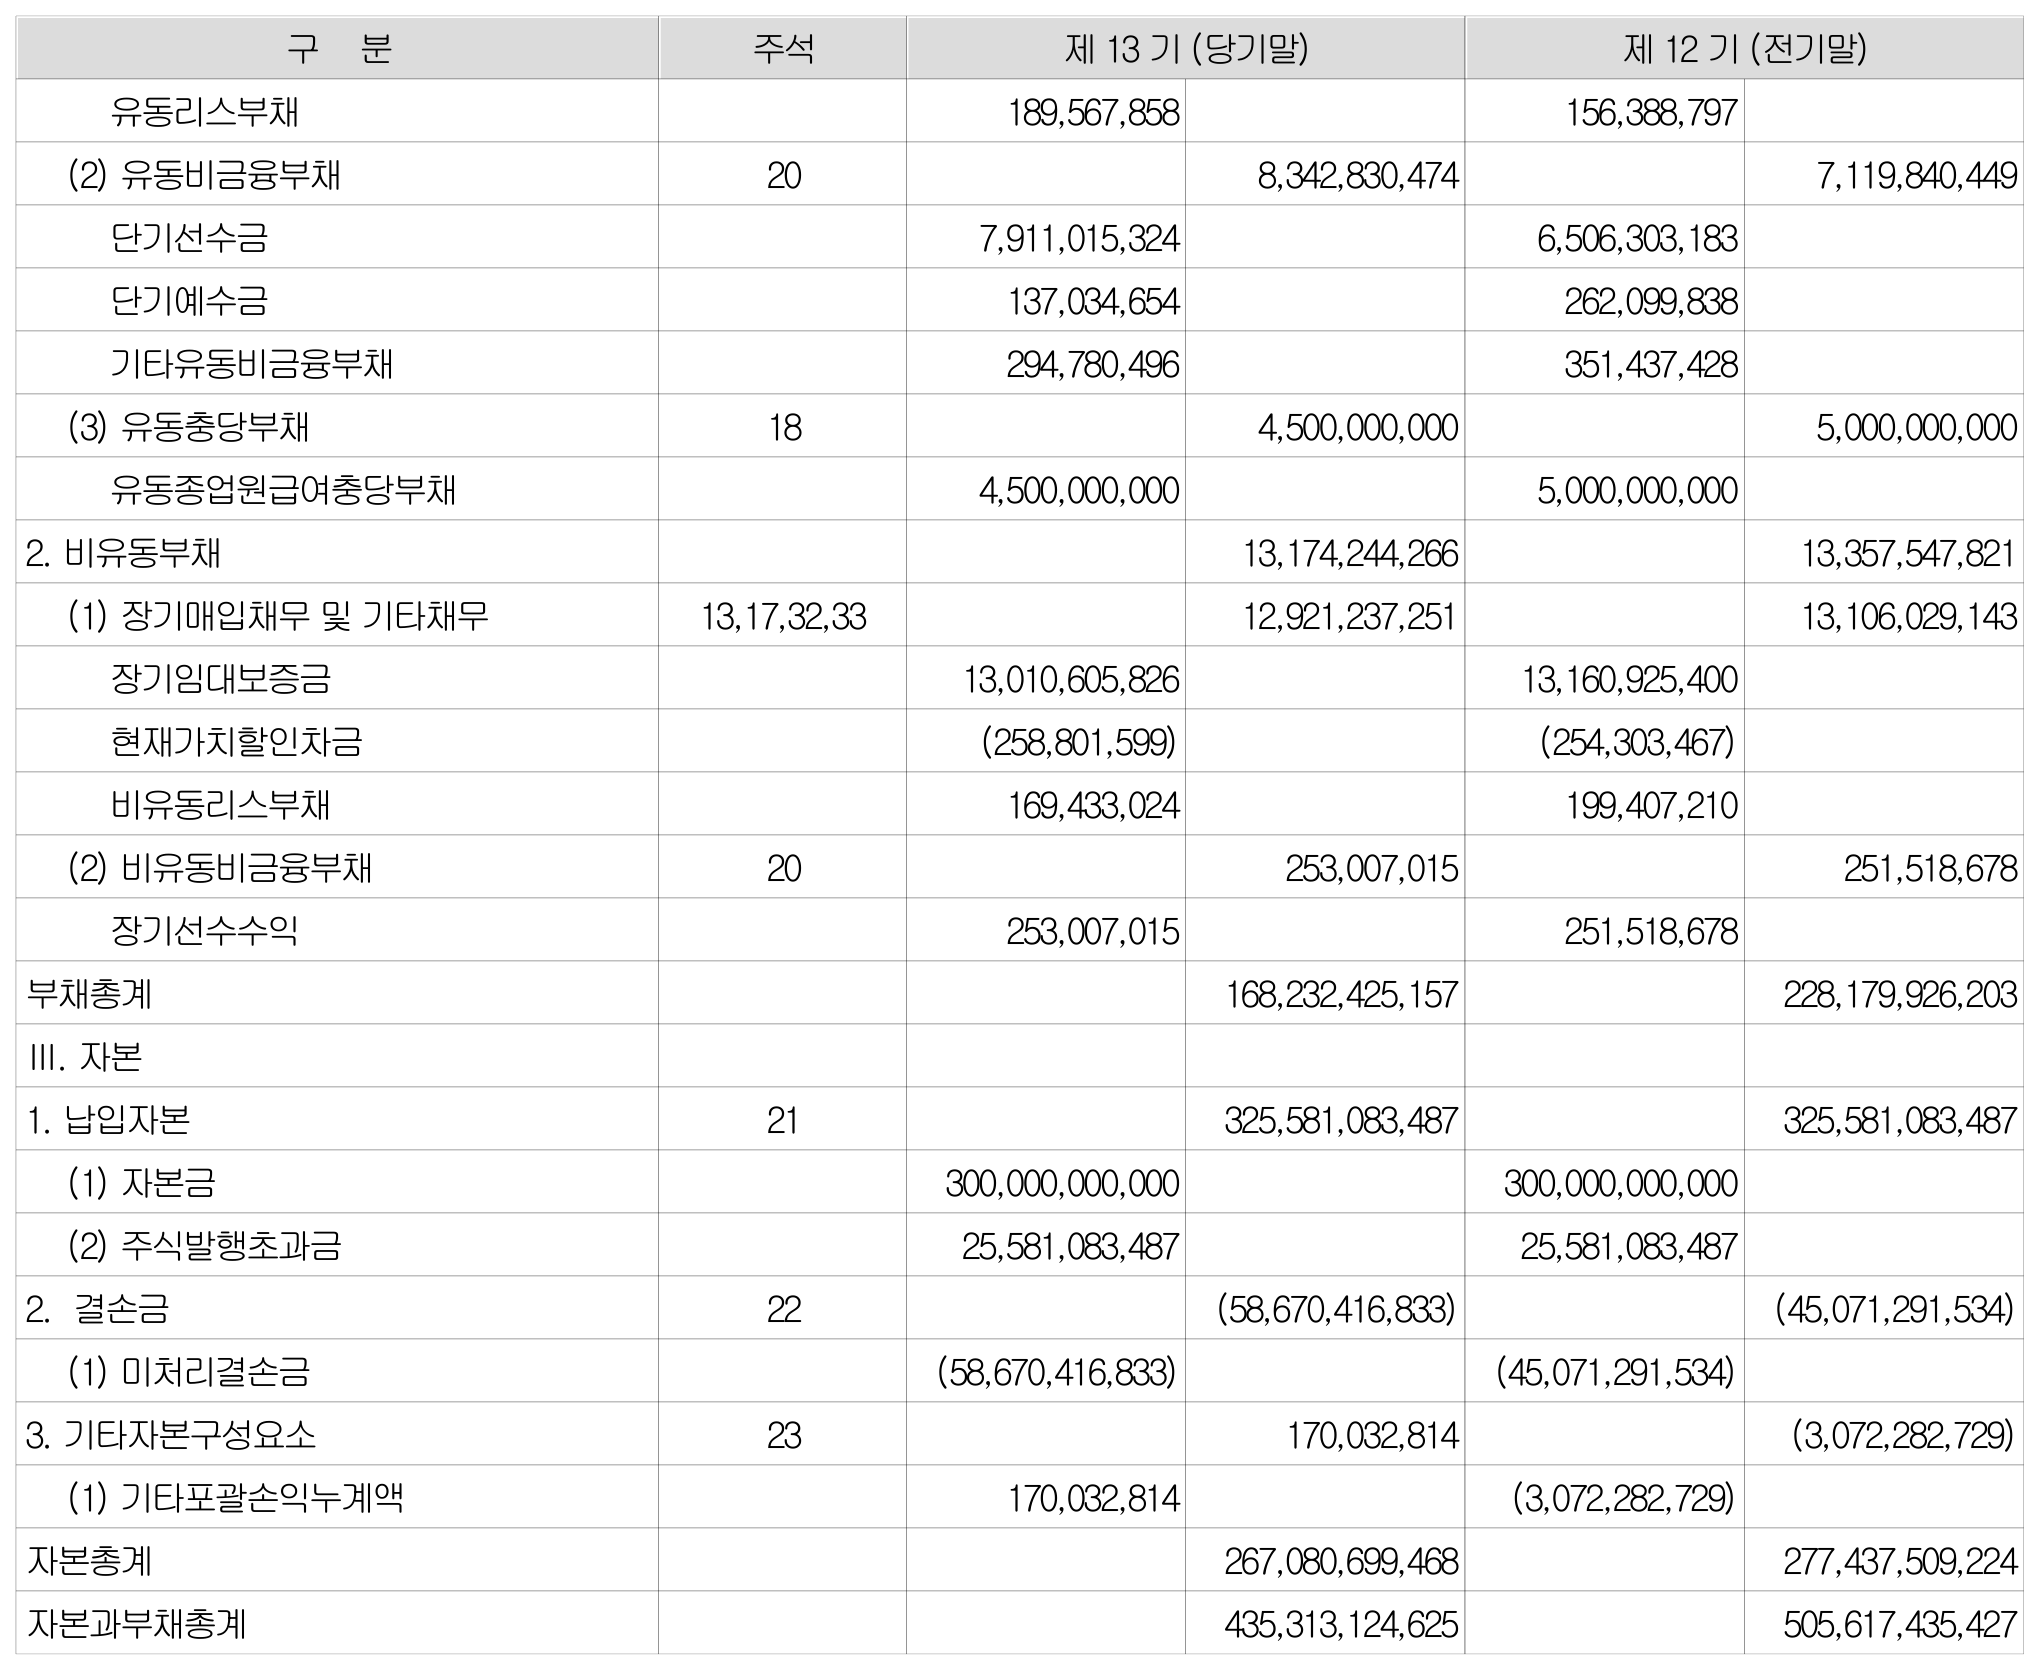 구 분 주석 제 13 기 (당기말) 제 12 기 (전기말)
유동리스부채 189,567,858 156,388,797
(2) 유동비금융부채 20 8,342,830,474 7,119,840,449
단기선수금 7,911,015,324 6,506,303,183
단기예수금 137,034,654 262,099,838
기타유동비금융부채 294,780,496 351,437,428
(3) 유동충당부채 18 4,500,000,000 5,000,000,000
유동종업원급여충당부채 4,500,000,000 5,000,000,000
2. 비유동부채 13,174,244,266 13,357,547,821
(1) 장기매입채무 및 기타채무 13,17,32,33 12,921,237,251 13,106,029,143
장기임대보증금 13,010,605,826 13,160,925,400
현재가치할인차금 (258,801,599) (254,303,467)
비유동리스부채 169,433,024 199,407,210
(2) 비유동비금융부채 20 253,007,015 251,518,678
장기선수수익 253,007,015 251,518,678
부채총계 168,232,425,157 228,179,926,203
Ⅲ. 자본
1. 납입자본 21 325,581,083,487 325,581,083,487
(1) 자본금 300,000,000,000 300,000,000,000
(2) 주식발행초과금 25,581,083,487 25,581,083,487
2. 결손금 22 (58,670,416,833) (45,071,291,534)
(1) 미처리결손금 (58,670,416,833) (45,071,291,534)
3. 기타자본구성요소 23 170,032,814 (3,072,282,729)
(1) 기타포괄손익누계액 170,032,814 (3,072,282,729)
자본총계 267,080,699,468 277,437,509,224
자본과부채총계 435,313,124,625 505,617,435,427